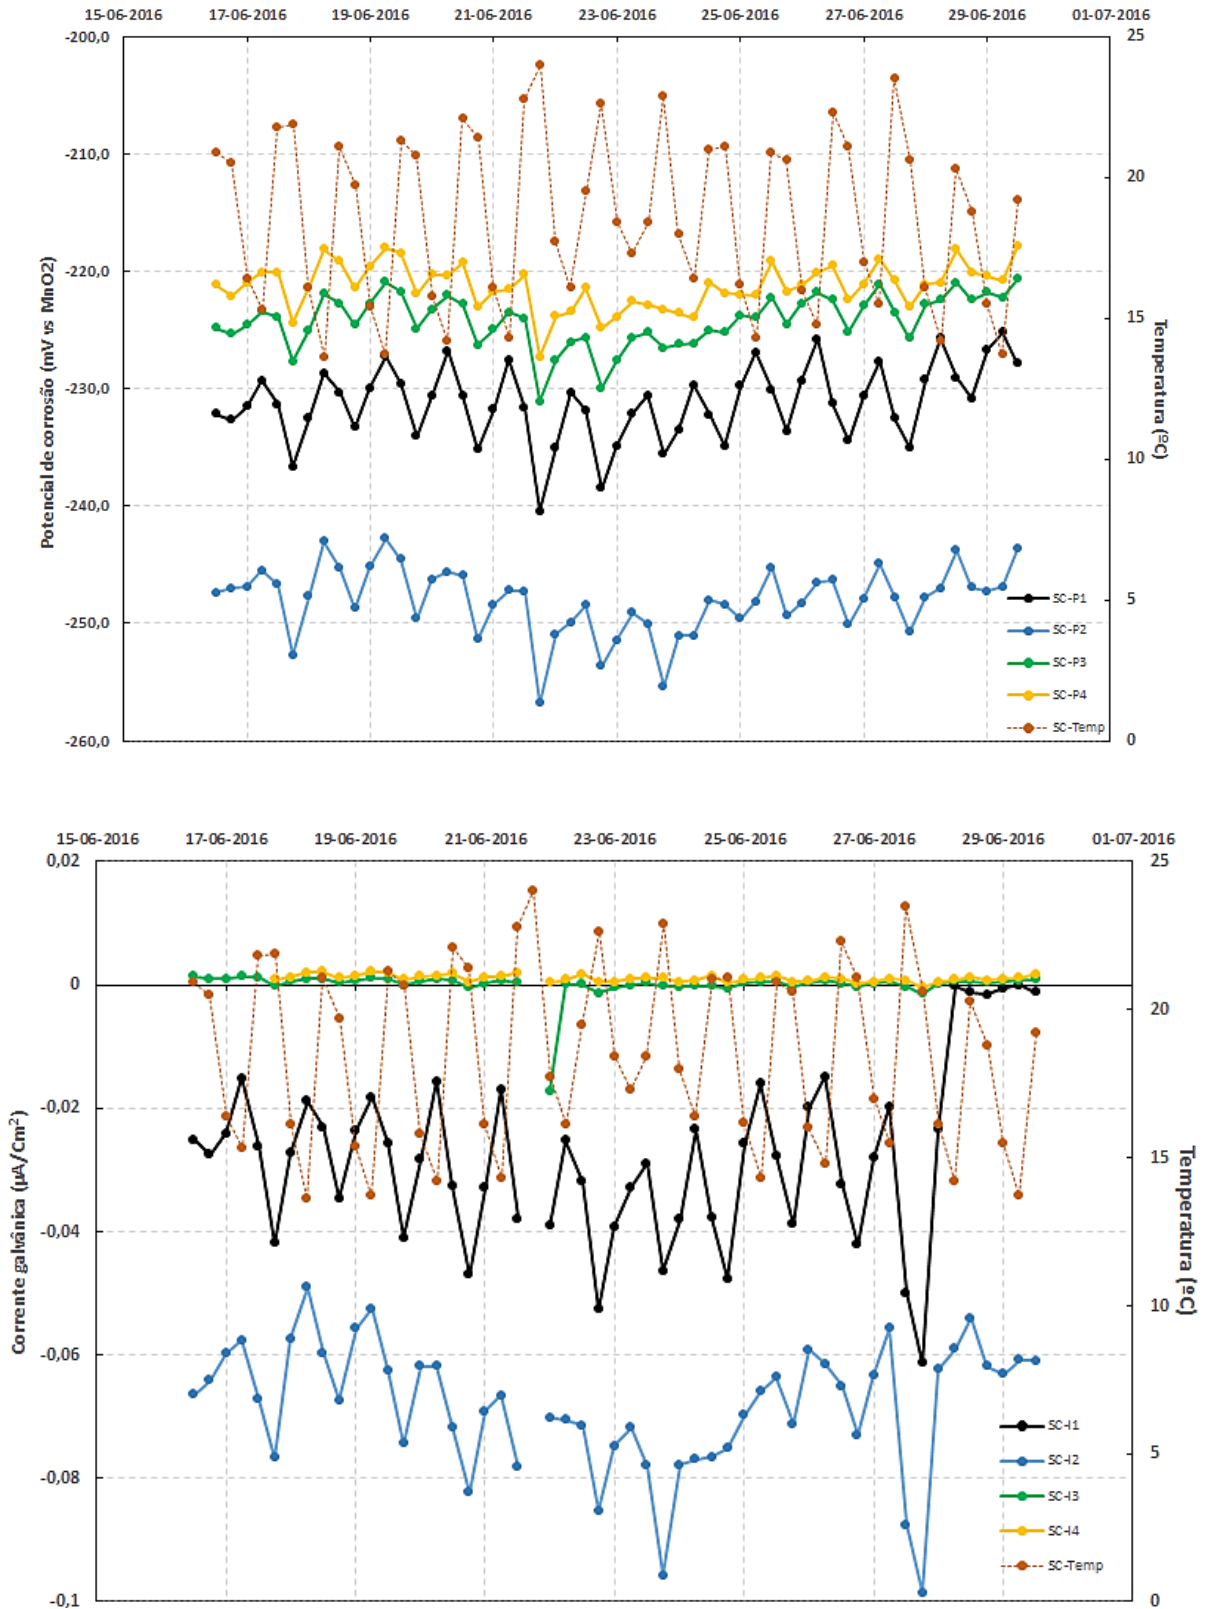 15-06-2016 17-06-2016 19-06-2016 21-06-2016 23-06-2016 25-06-2016 27-06-2016 29-06-2016 01-07-2016
-200,0 25
-210,0
20
-220,0
15
-230,0
10
-240,0
5
-250,0
-260,0 0
Potencial de corrosão (mV vs MnO2)
Temperatura (ºC)
SC-P1
SC-P2
SC-P3
SC-P4
SC-Temp
15-06-2016 17-06-2016 19-06-2016 21-06-2016 23-06-2016 25-06-2016 27-06-2016 29-06-2016 01-07-2016
0,02 25
0
20
-0,02
15
-0,04
-0,06
10
-0,08
5
-0,1 0
Corrente galvânica (µA/Cm²)
Temperatura (ºC)
SC-I1
SC-I2
SC-I3
SC-I4
SC-Temp